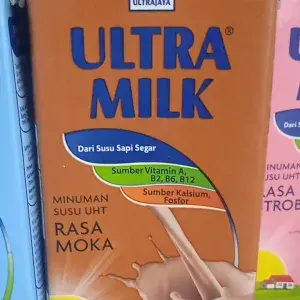 ULTRAJAYA
ULTRA®
MILK
Dari Susu Sapi Segar
Sumber Vitamin A,
B2, B6, B12
Sumber Kalsium,
Fosfor
MINUMAN
SUSU UHT
RASA
MOKA
Dari
MINUMAN
SUSU UHT
RASA